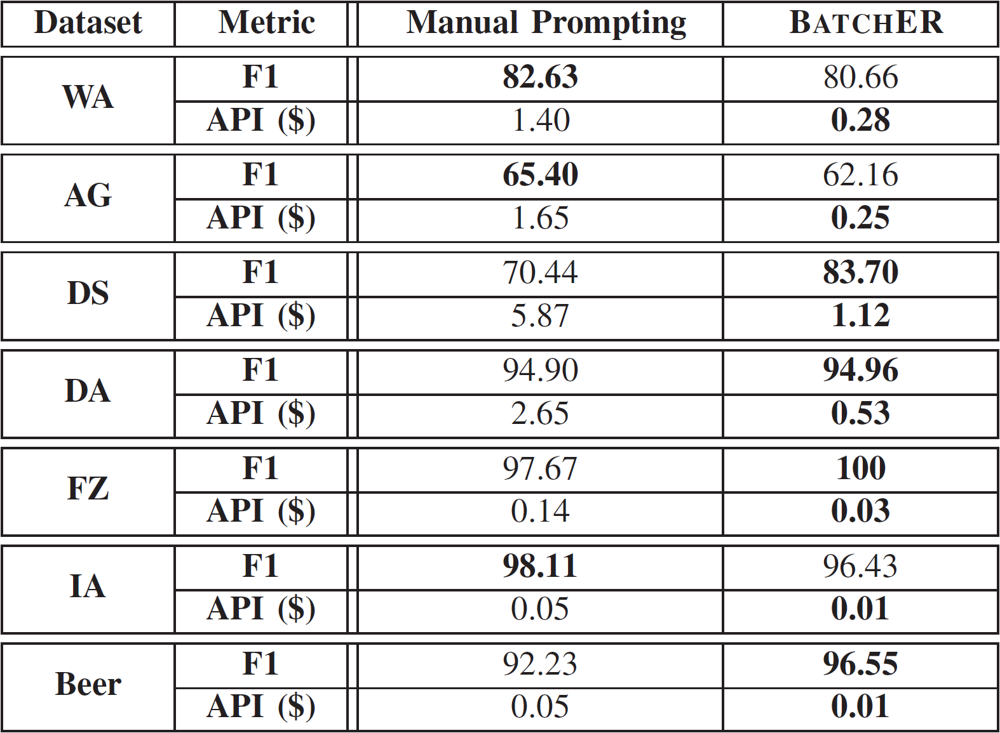 Dataset Metric Manual Prompting BATCHER
WA F1 82.63 80.66
API ($) 1.40 0.28
AG F1 65.40 62.16
API ($) 1.65 0.25
DS F1 70.44 83.70
API ($) 5.87 1.12
DA F1 94.90 94.96
API ($) 2.65 0.53
FZ F1 97.67 100
API ($) 0.14 0.03
IA F1 98.11 96.43
API ($) 0.05 0.01
Beer F1 92.23 96.55
API ($) 0.05 0.01